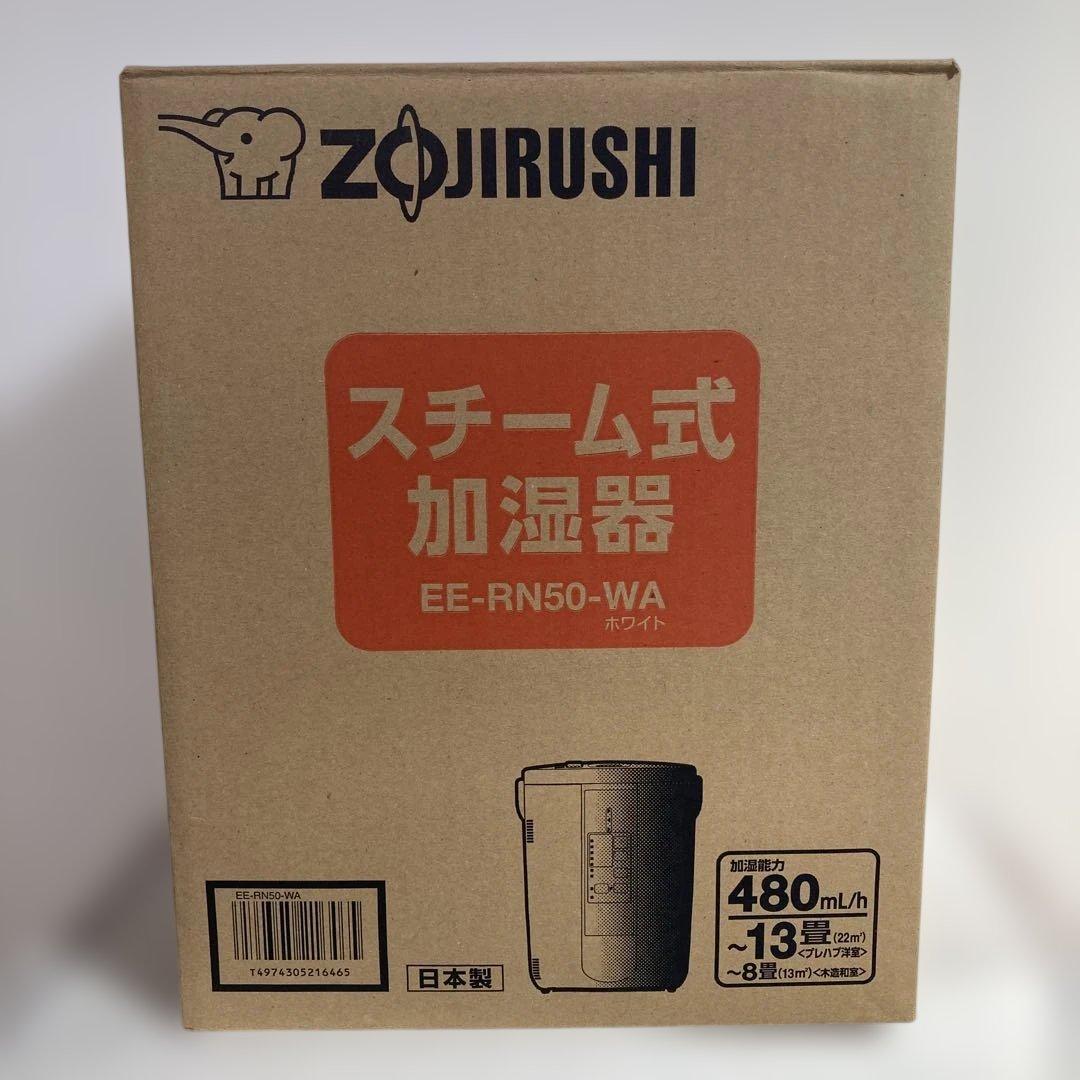 ZOJIRUSHI
スチーム式
加湿器
EE-RN50-WA
ホワイト
EE-RN50-WA
T4974305216465
日本製
加湿能力
480mL/h
~13畳(22m²)
<プレハブ洋室>
~8畳(13m²)<木造和室>